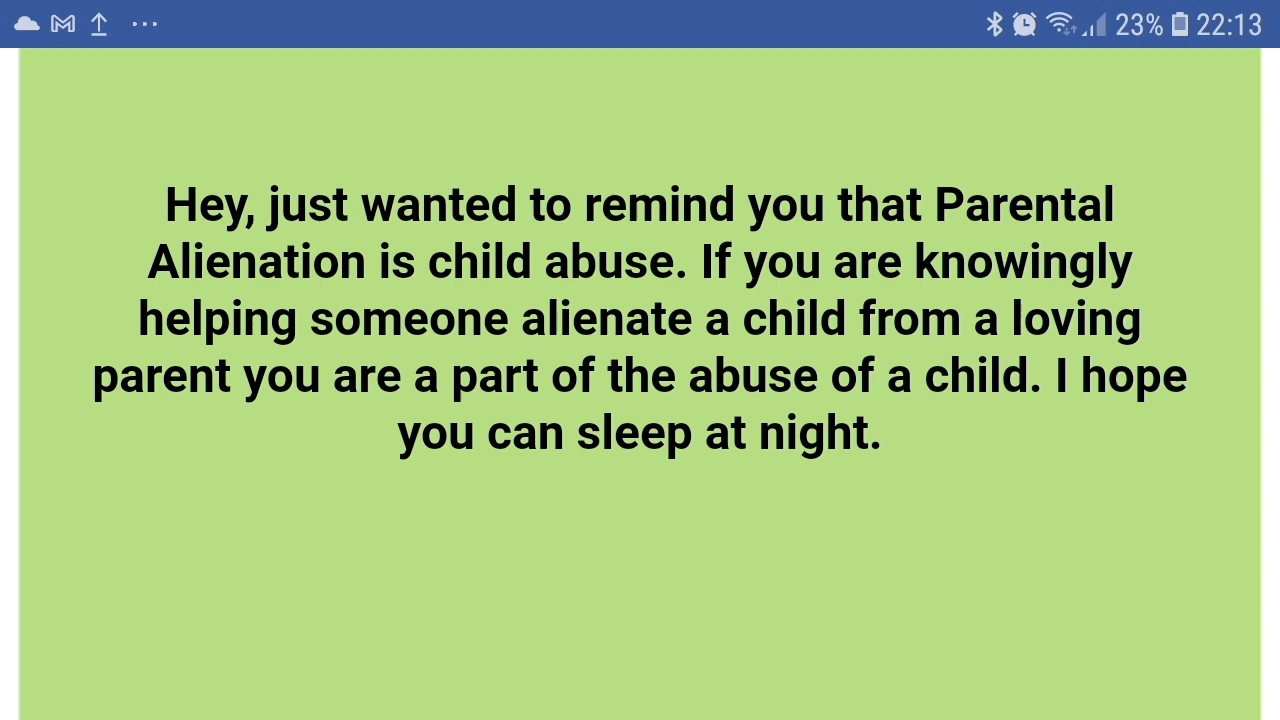 23% 22:13
Hey, just wanted to remind you that Parental
Alienation is child abuse. If you are knowingly
helping someone alienate a child from a loving
parent you are a part of the abuse of a child. I hope
you can sleep at night.